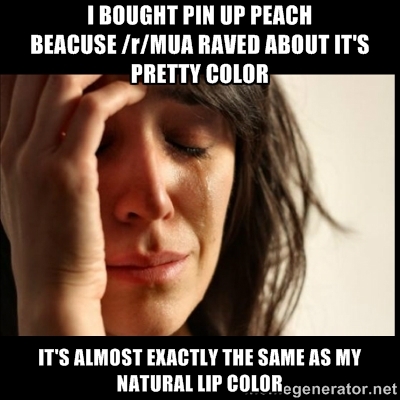 I BOUGHT PIN UP PEACH
BEACUSE /r/MUA RAVED ABOUT IT'S
PRETTY COLOR
IT'S ALMOST EXACTLY THE SAME AS MY
NATURAL LIP COLOR
egenerator.net